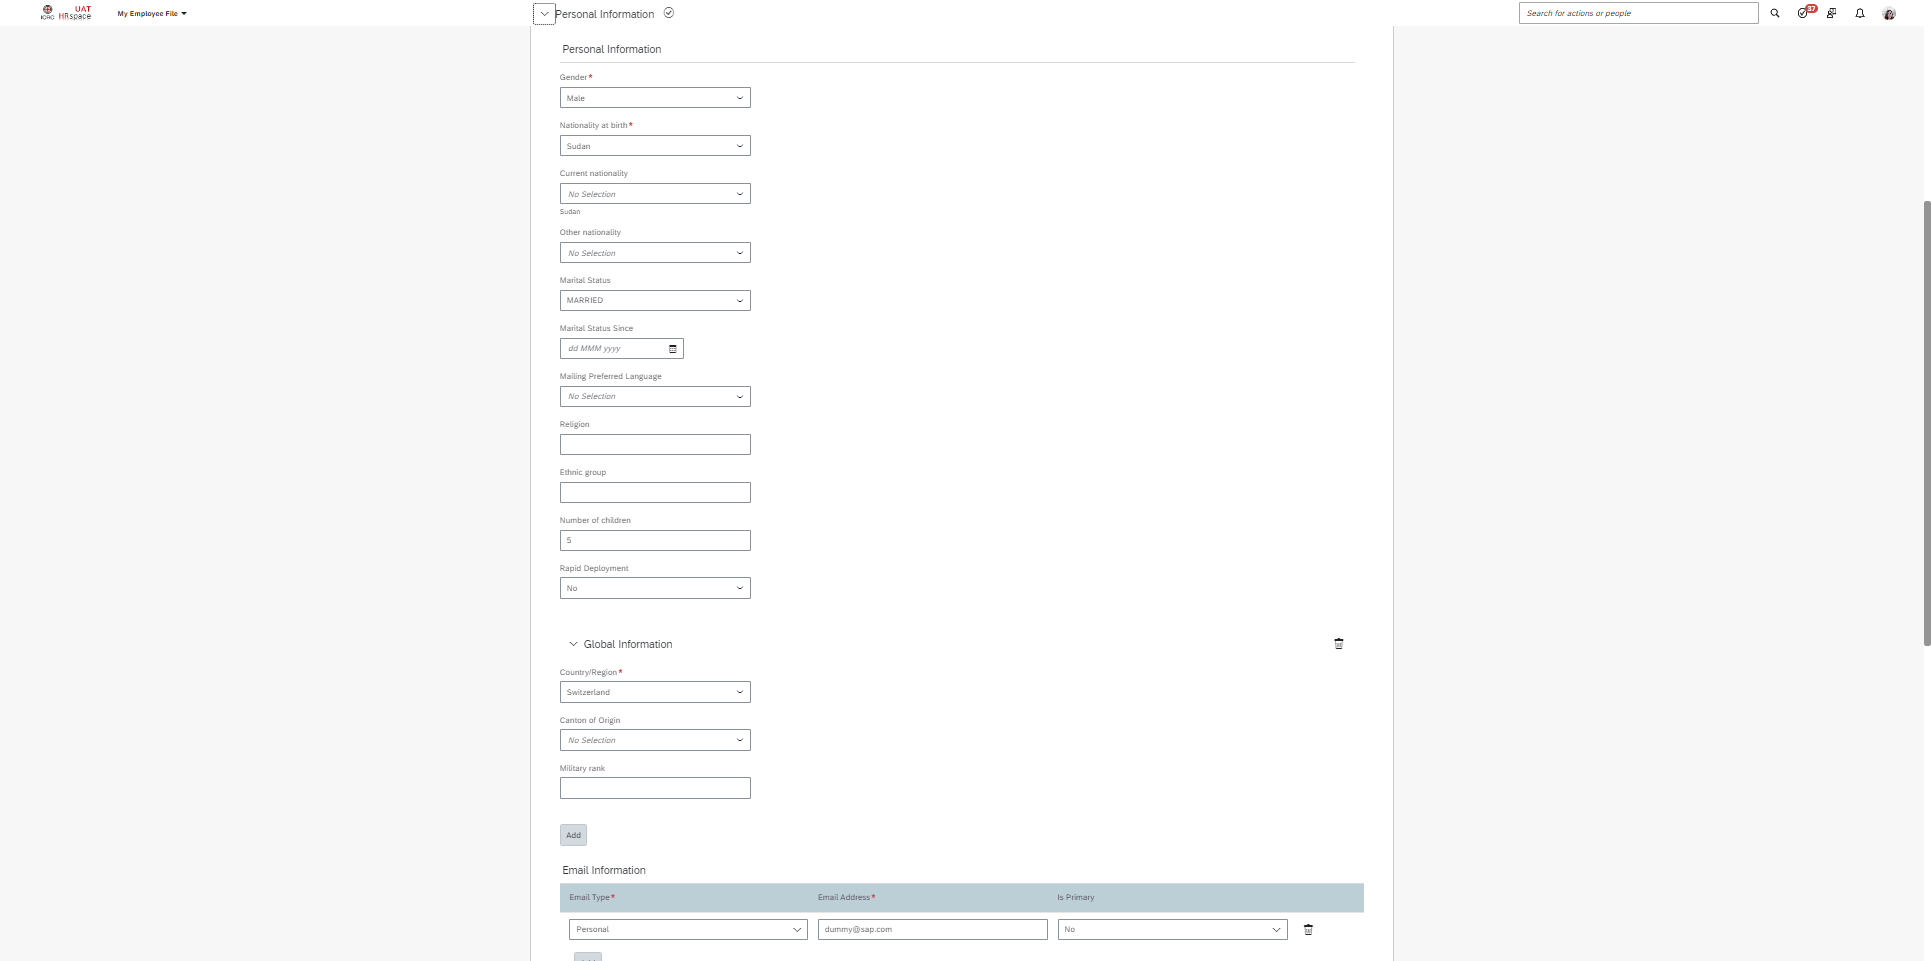 ICRC
UAT
HRspace
My Employee File
Personal Information
Search for actions or people
37
Personal Information
Gender*
Male
Nationality at birth*
Sudan
Current nationality
No Selection
Sudan
Other nationality
No Selection
Marital Status
MARRIED
Marital Status Since
dd MMM yyyy
Mailing Preferred Language
No Selection
Religion
Ethnic group
Number of children
5
Rapid Deployment
No
Global Information
Country/Region*
Switzerland
Canton of Origin
No Selection
Military rank
Add
Email Information
Email Type* Email Address* Is Primary
Personal dummy@sap.com No